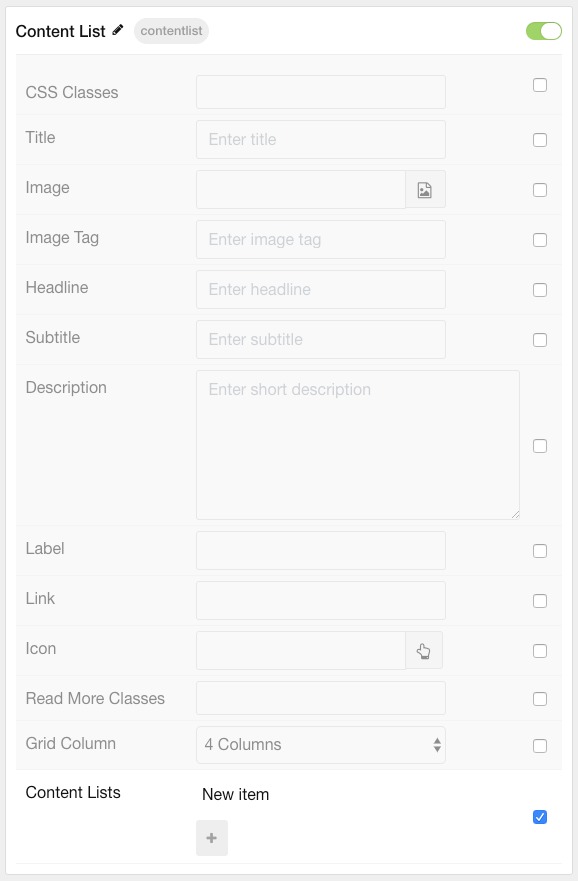 Content List contentlist
CSS Classes
Title Enter title
Image
Image Tag Enter image tag
Headline Enter headline
Subtitle Enter subtitle
Description Enter short description
Label
Link
Icon
Read More Classes
Grid Column 4 Columns
Content Lists New item
+